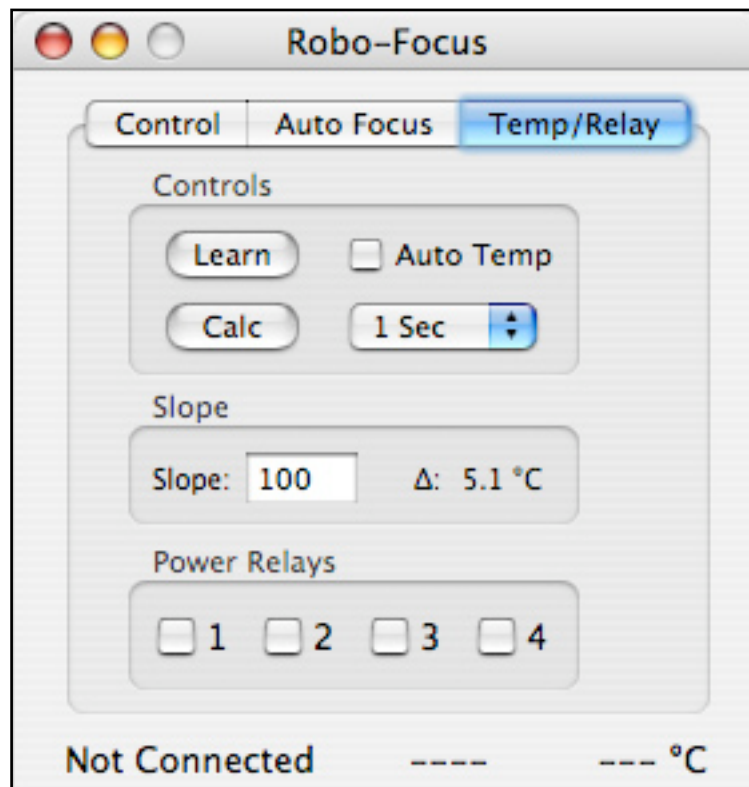 Robo-Focus
Control Auto Focus Temp/Relay
Controls
Learn Auto Temp
Calc 1 Sec
Slope
Slope: 100 Δ: 5.1 °C
Power Relays
1 2 3 4
Not Connected ---- --- °C